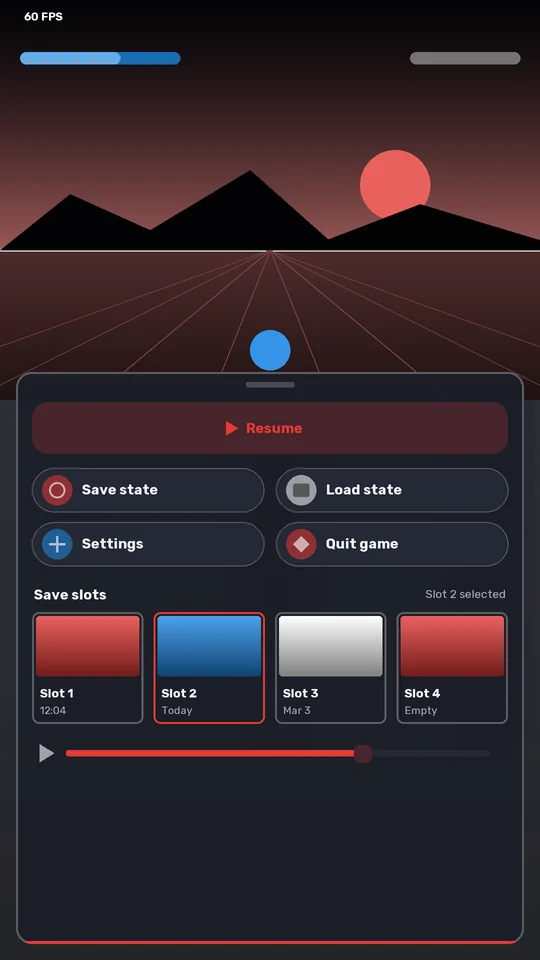 60 FPS
Resume
Save state
Load state
Settings
Quit game
Save slots
Slot 2 selected
Slot 1
12:04
Slot 2
Today
Slot 3
Mar 3
Slot 4
Empty